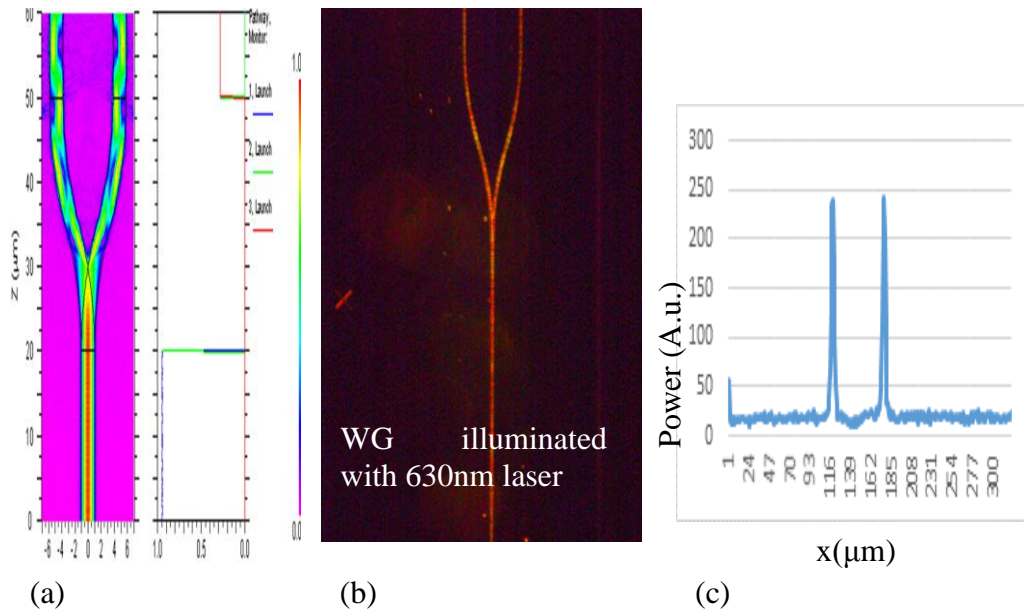 60
50
40
30
20
10
0
Z (μm)
-6 -4 -2 0 2 4 6
Pathway,
Monitor:
1, Launch
2, Launch
3, Launch
1.0 0.5 0.0
1.0
0.0
(a)
WG illuminated
with 630nm laser
(b)
300
250
200
150
100
50
0
Power (A.u.)
1 24 47 70 93 116 139 162 185 208 231 254 277 300
x(μm)
(c)